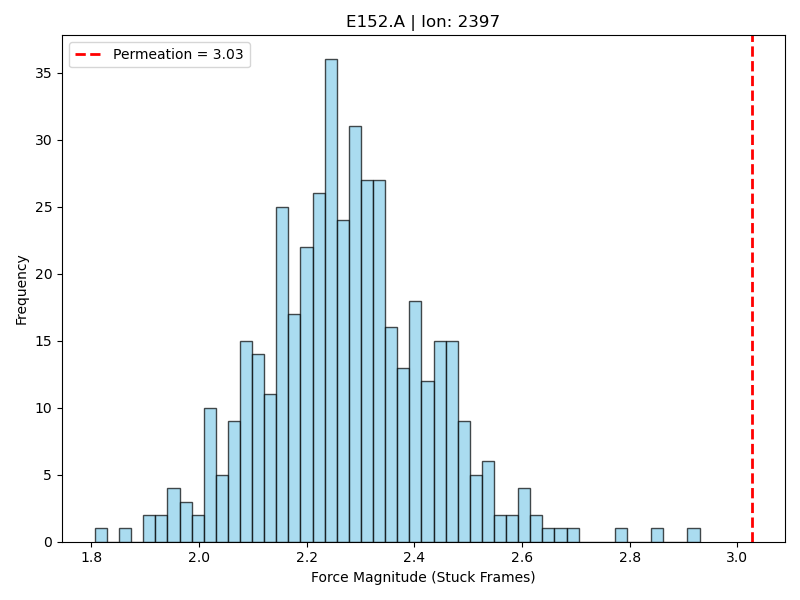 E152.A | Ion: 2397
Permeation = 3.03
35
30
25
20
15
10
5
0
Frequency
1.8 2.0 2.2 2.4 2.6 2.8 3.0
Force Magnitude (Stuck Frames)